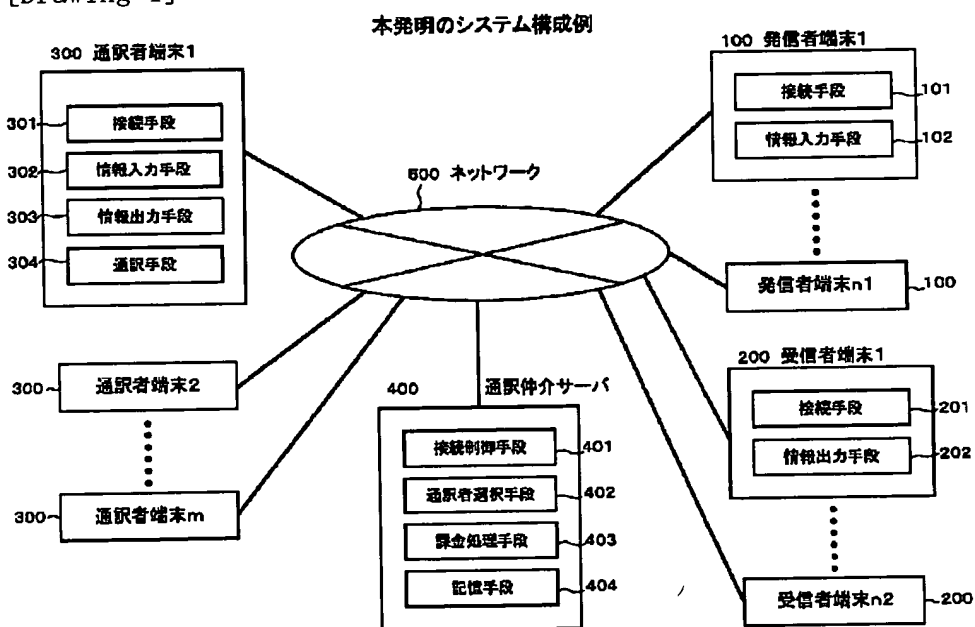 [Drawing 1]
本発明のシステム構成例
300 通訳者端末1
301
接続手段
302
情報入力手段
303
情報出力手段
304
通訳手段
100 発信者端末1
接続手段
101
情報入力手段
102
発信者端末n1
100
500 ネットワーク
300
通訳者端末2
300
通訳者端末m
400
通訳仲介サーバ
接続制御手段
401
通訳者選択手段
402
課金処理手段
403
記憶手段
404
200 受信者端末1
接続手段
201
情報出力手段
202
受信者端末n2
200